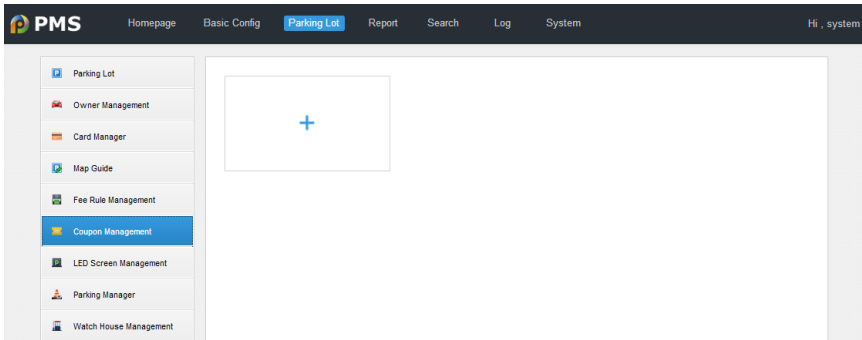 PMS Homepage Basic Config Parking Lot Report Search Log System Hi , system
Parking Lot
Owner Management
Card Manager
Map Guide
Fee Rule Management
Coupon Management
LED Screen Management
Parking Manager
Watch House Management